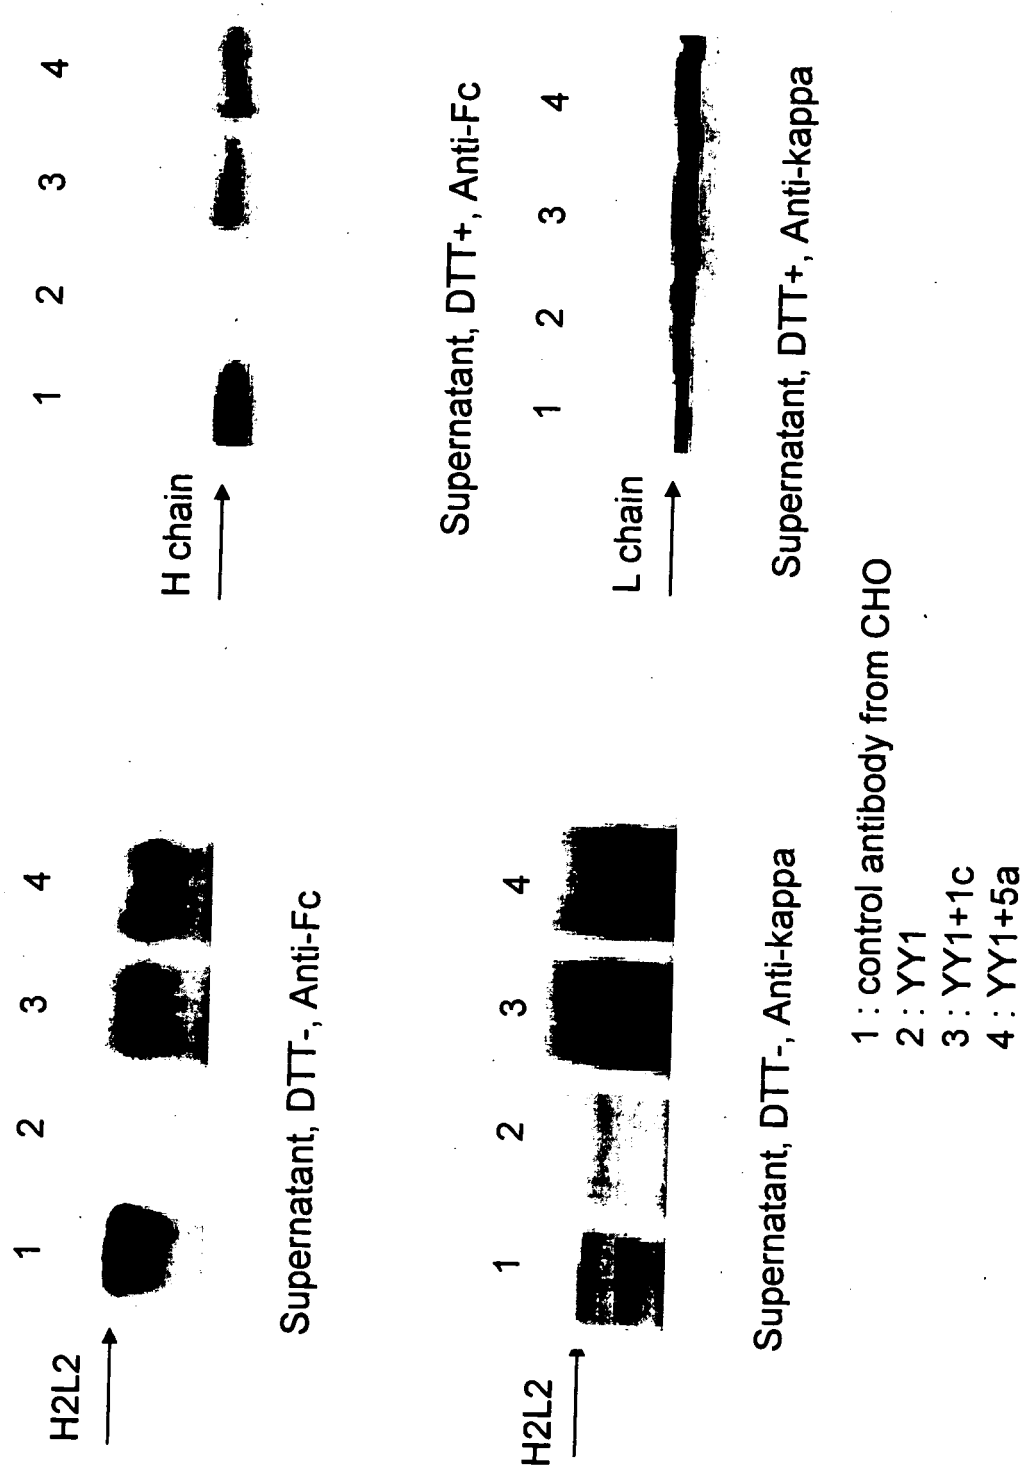 1 2 3 4
H2L2
Supernatant, DTT-, Anti-Fc
1 2 3 4
H chain
Supernatant, DTT+, Anti-Fc
1 2 3 4
H2L2
Supernatant, DTT-, Anti-kappa
1 2 3 4
L chain
Supernatant, DTT+, Anti-kappa
1 : control antibody from CHO
2 : YY1
3 : YY1+1c
4 : YY1+5a